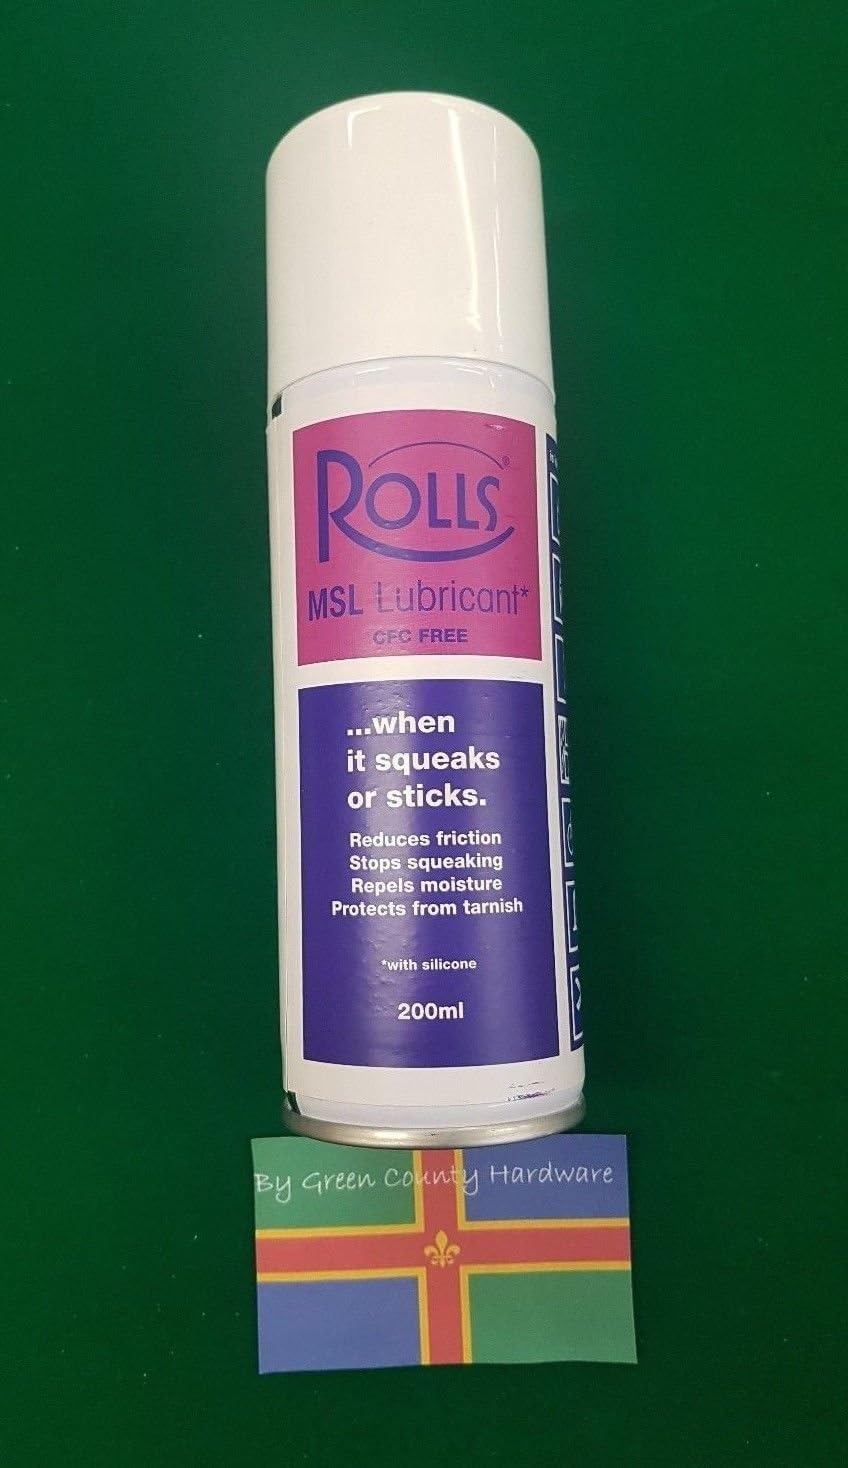 ROLLS®
MSL Lubricant*
CFC FREE
...when
it squeaks
or sticks.
Reduces friction
Stops squeaking
Repels moisture
Protects from tarnish
*with silicone
200ml
By Green County Hardware